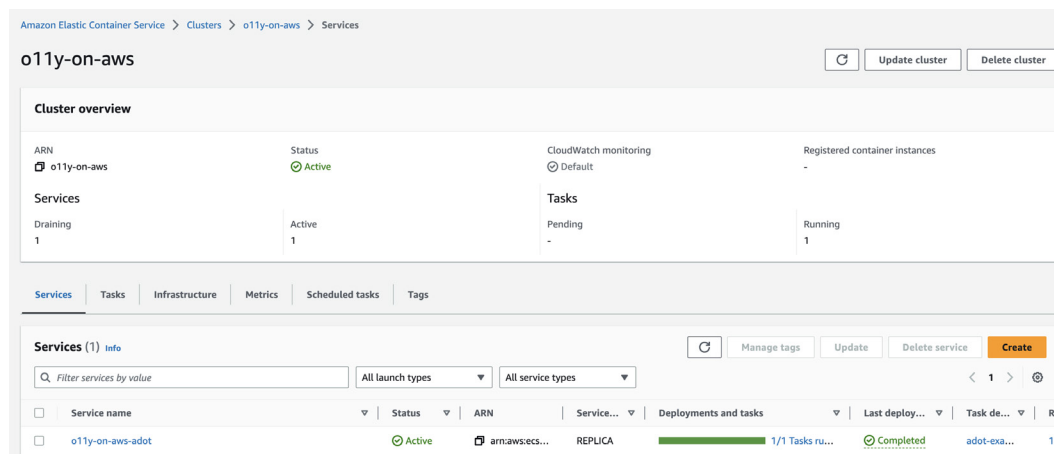 Amazon Elastic Container Service > Clusters > o11y-on-aws > Services
o11y-on-aws
Update cluster
Delete cluster
Cluster overview
ARN
Status
CloudWatch monitoring
Registered container instances
o11y-on-aws
Active
Default
-
Services
Tasks
Draining
Active
Pending
Running
1
1
-
1
Services
Tasks
Infrastructure
Metrics
Scheduled tasks
Tags
Services (1) Info
Manage tags
Update
Delete service
Create
Filter services by value
All launch types
All service types
< 1 >
Service name
Status
ARN
Service...
Deployments and tasks
Last deploy...
Task de...
R
o11y-on-aws-adot
Active
arn:aws:ecs...
REPLICA
1/1 Tasks ru...
Completed
adot-exa...
1